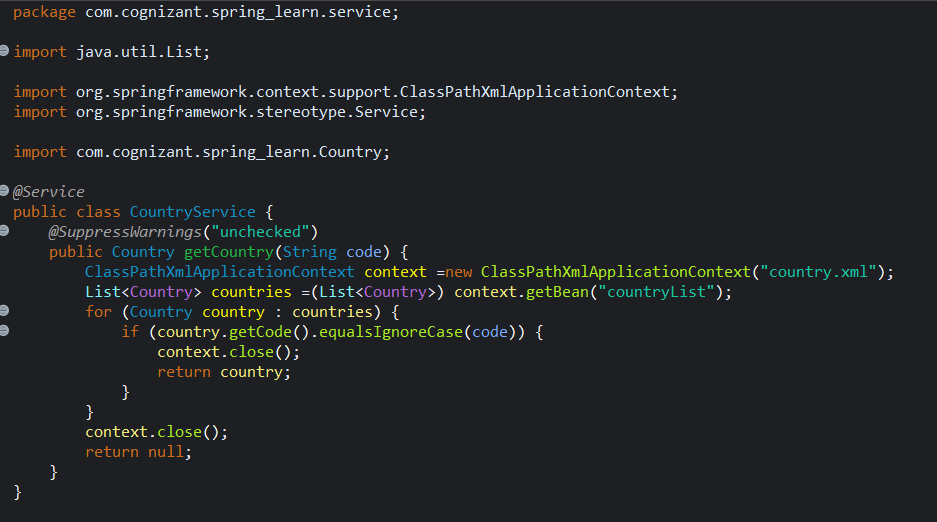 package com.cognizant.spring_learn.service;
import java.util.List;
import org.springframework.context.support.ClassPathXmlApplicationContext;
import org.springframework.stereotype.Service;
import com.cognizant.spring_learn.Country;
@Service
public class CountryService {
@SuppressWarnings("unchecked")
public Country getCountry(String code) {
ClassPathXmlApplicationContext context =new ClassPathXmlApplicationContext("country.xml");
List<Country> countries =(List<Country>) context.getBean("countryList");
for (Country country : countries) {
if (country.getCode().equalsIgnoreCase(code)) {
context.close();
return country;
}
}
context.close();
return null;
}
}